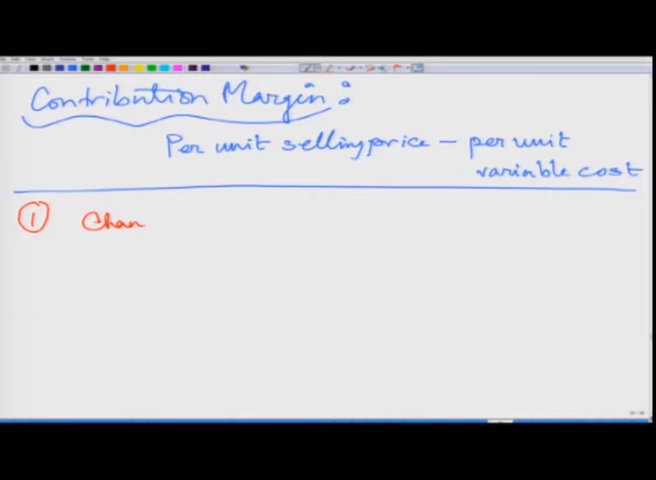 Contribution Margin :
Per unit selling price - per unit
variable cost
① Chan